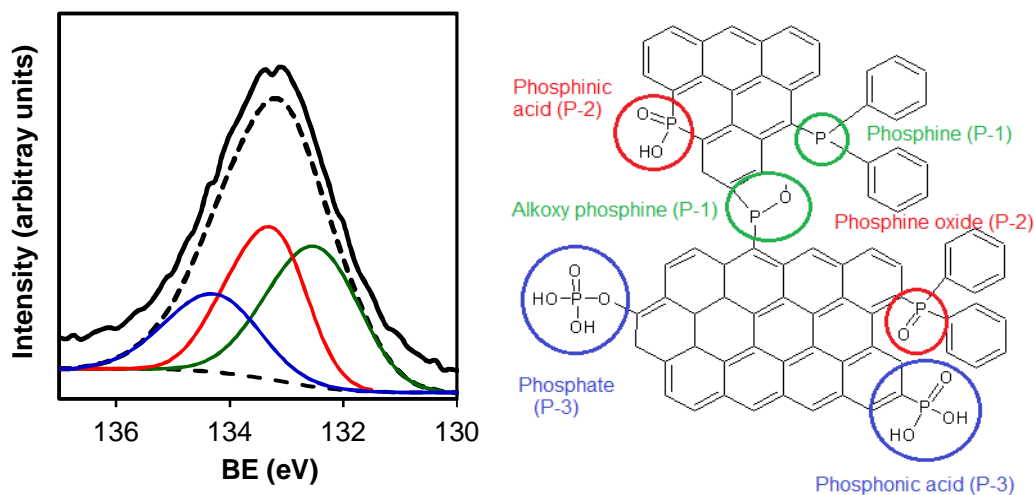 Intensity (arbitray units)
136
134
132
130
BE (eV)
Phosphinic
acid (P-2)
O
P
HO
P
Phosphine (P-1)
Alkoxy phosphine (P-1)
P
O
Phosphine oxide (P-2)
O
HO
P
O
OH
P
O
Phosphate
(P-3)
O
P
OH
HO
Phosphonic acid (P-3)